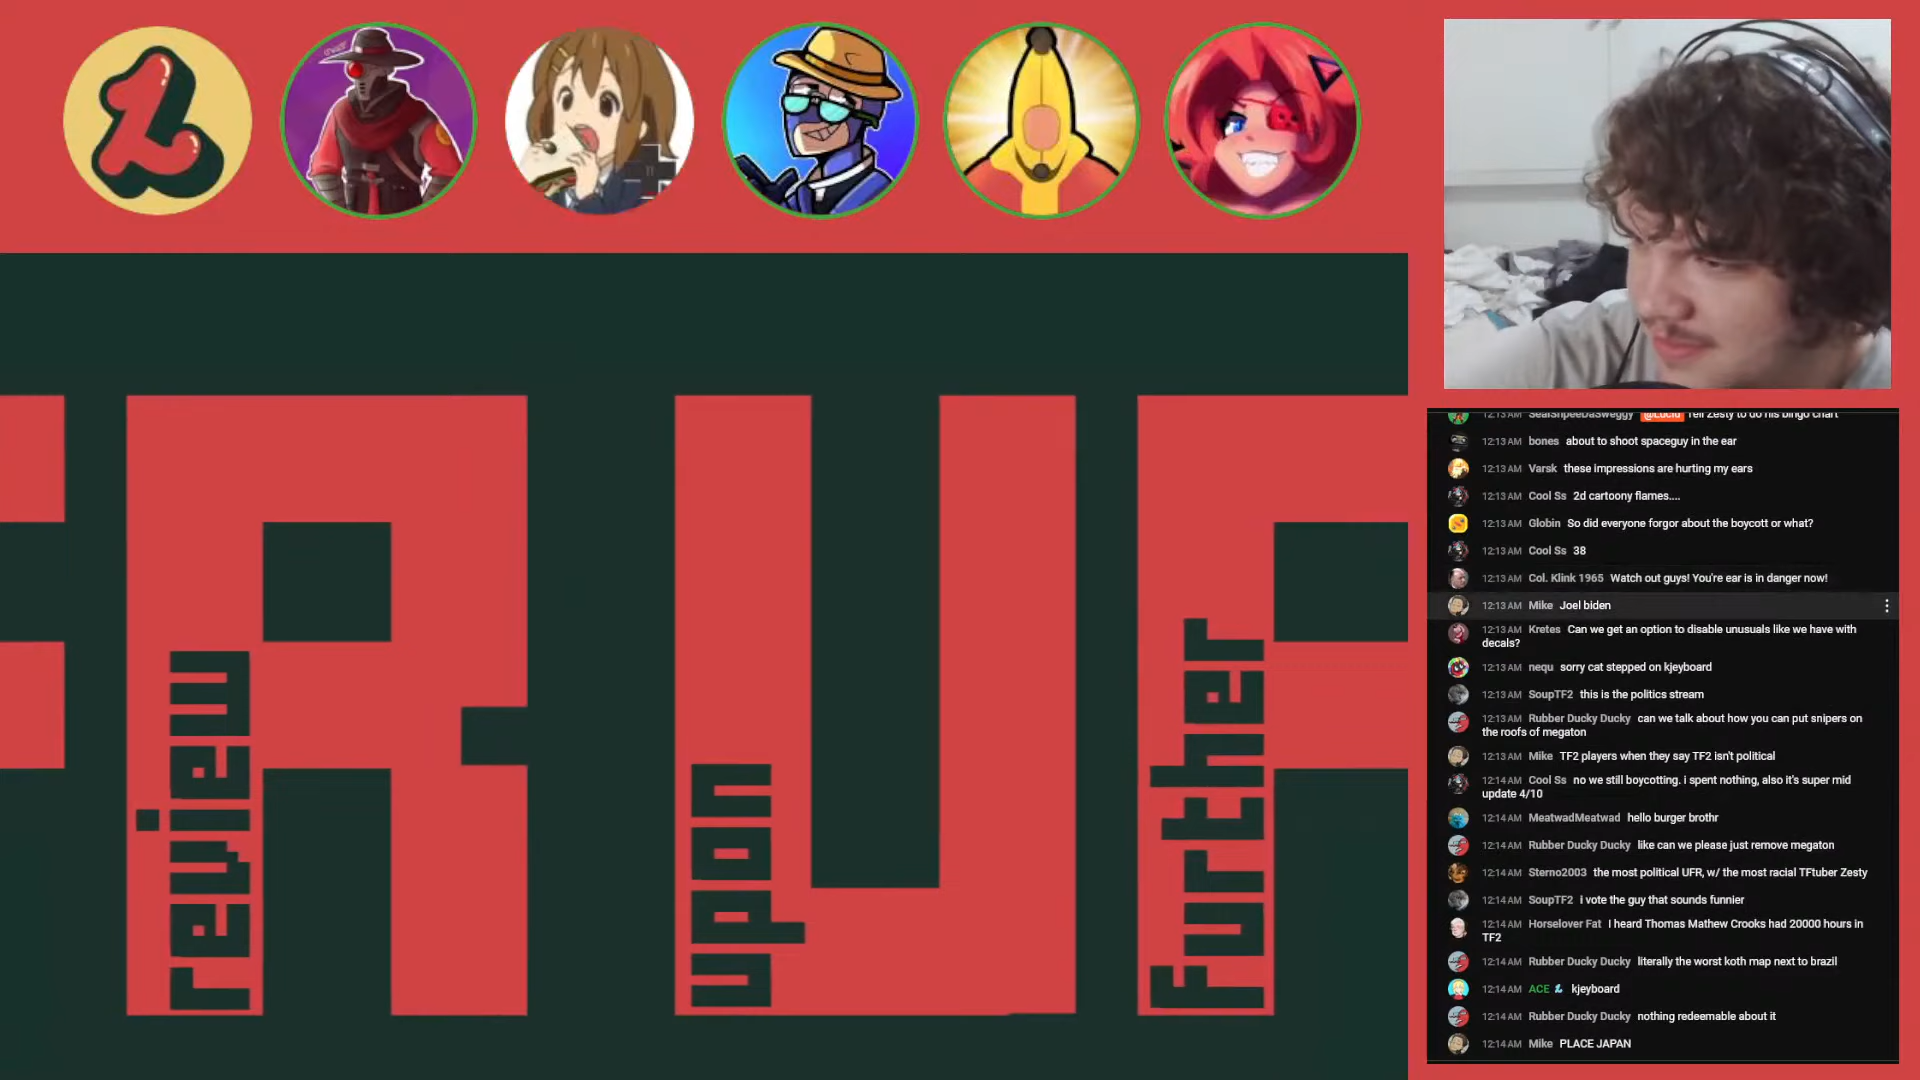 R U F
review
upon
further
12:13 AM SealShpeeDaSweggy @Lucid Tell Zesty to do his bingo chart
12:13 AM bones about to shoot spaceguy in the ear
12:13 AM Varsk these impressions are hurting my ears
12:13 AM Cool Ss 2d cartoony flames....
12:13 AM Globin So did everyone forgor about the boycott or what?
12:13 AM Cool Ss 38
12:13 AM Col. Klink 1965 Watch out guys! You're ear is in danger now!
12:13 AM Mike Joel biden
12:13 AM Kretes Can we get an option to disable unusuals like we have with
decals?
12:13 AM nequ sorry cat stepped on kjeyboard
12:13 AM SoupTF2 this is the politics stream
12:13 AM Rubber Ducky Ducky can we talk about how you can put snipers on
the roofs of megaton
12:13 AM Mike TF2 players when they say TF2 isn't political
12:14 AM Cool Ss no we still boycotting. i spent nothing, also it's super mid
update 4/10
12:14 AM MeatwadMeatwad hello burger brothr
12:14 AM Rubber Ducky Ducky like can we please just remove megaton
12:14 AM Sterno2003 the most political UFR, w/ the most racial TFtuber Zesty
12:14 AM SoupTF2 i vote the guy that sounds funnier
12:14 AM Horselover Fat I heard Thomas Mathew Crooks had 20000 hours in
TF2
12:14 AM Rubber Ducky Ducky literally the worst koth map next to brazil
12:14 AM ACE kjeyboard
12:14 AM Rubber Ducky Ducky nothing redeemable about it
12:14 AM Mike PLACE JAPAN